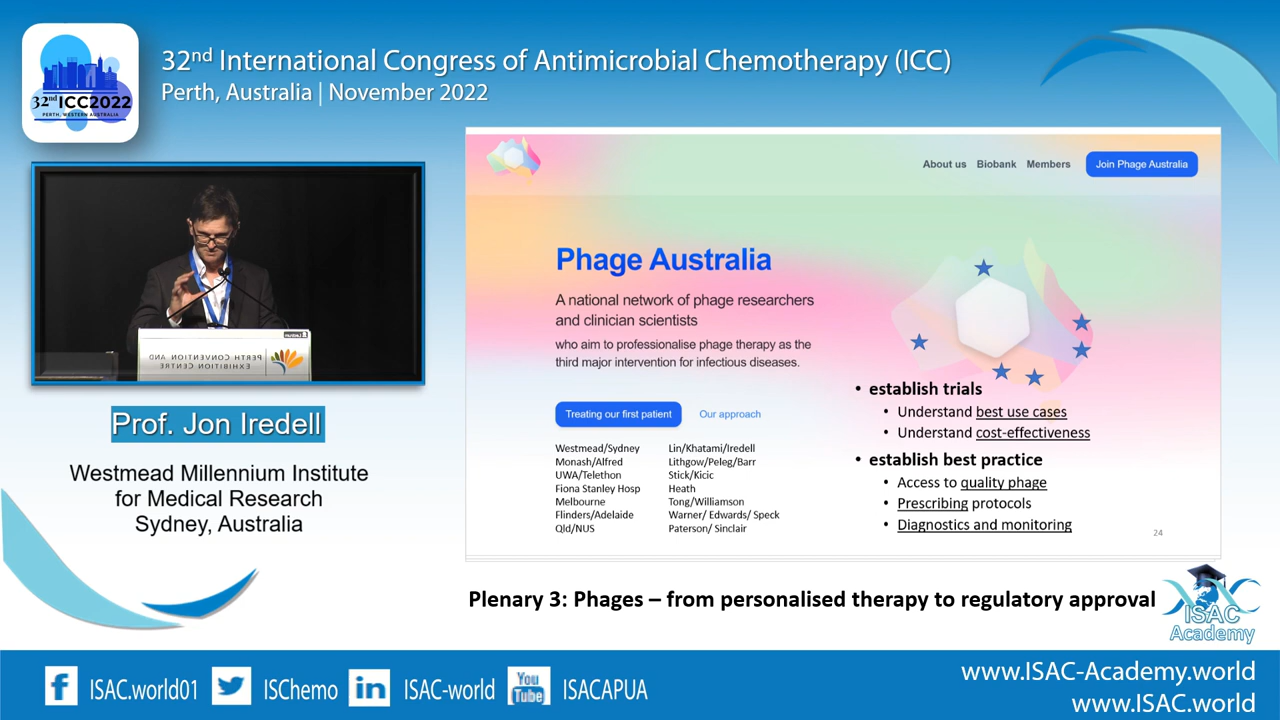 32nd International Congress of Antimicrobial Chemotherapy (ICC)
Perth, Australia | November 2022
32nd ICC2022
PERTH, WESTERN AUSTRALIA
PERTH CONVENTION AND
EXHIBITION CENTRE
Prof. Jon Iredell
Westmead Millennium Institute
for Medical Research
Sydney, Australia
About us Biobank Members Join Phage Australia
Phage Australia
A national network of phage researchers
and clinician scientists
who aim to professionalise phage therapy as the
third major intervention for infectious diseases.
Treating our first patient Our approach
Westmead/Sydney Lin/Khatami/Iredell
Monash/Alfred Lithgow/Peleg/Barr
UWA/Telethon Stick/Kicic
Fiona Stanley Hosp Heath
Melbourne Tong/Williamson
Flinders/Adelaide Warner/ Edwards/ Speck
Qld/NUS Paterson/ Sinclair
• establish trials
• Understand best use cases
• Understand cost-effectiveness
• establish best practice
• Access to quality phage
• Prescribing protocols
• Diagnostics and monitoring
24
Plenary 3: Phages – from personalised therapy to regulatory approval
ISAC
Academy
f ISAC.world01 ISChemo in ISAC-world You Tube ISACAPUA
www.ISAC-Academy.world
www.ISAC.world